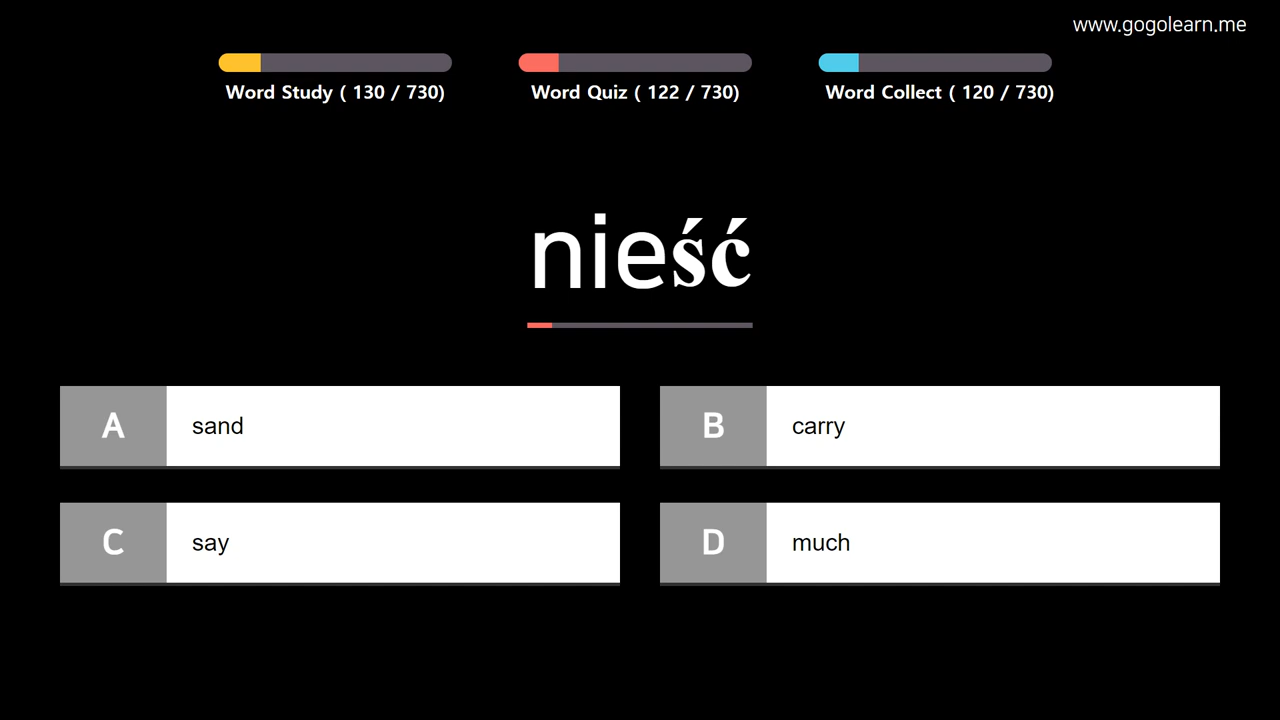 www.gogolearn.me
Word Study ( 130 / 730)
Word Quiz ( 122 / 730)
Word Collect ( 120 / 730)
nieść
A sand
B carry
C say
D much